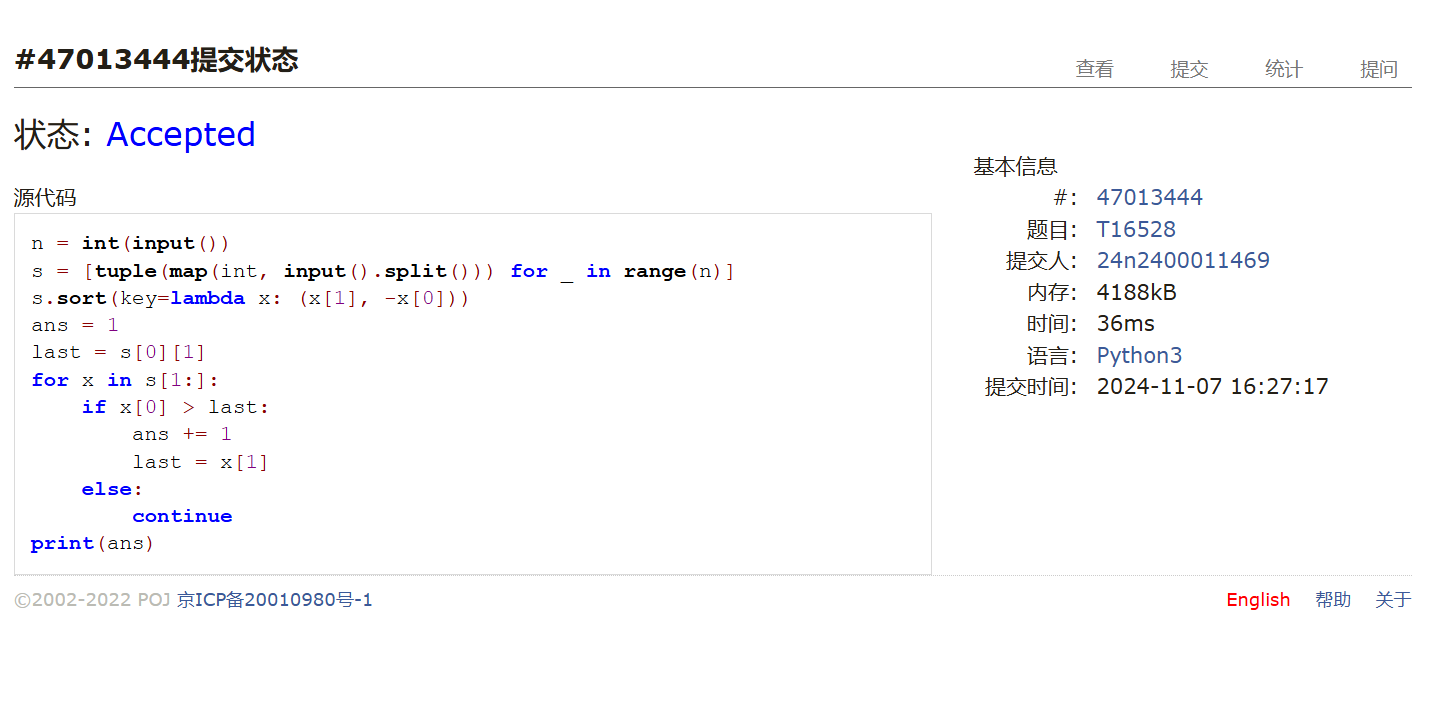 #47013444提交状态
查看 提交 统计 提问
状态: Accepted
源代码
n = int(input())
s = [tuple(map(int, input().split())) for _ in range(n)]
s.sort(key=lambda x: (x[1], -x[0]))
ans = 1
last = s[0][1]
for x in s[1:]:
    if x[0] > last:
        ans += 1
        last = x[1]
    else:
        continue
print(ans)
基本信息
#: 47013444
题目: T16528
提交人: 24n2400011469
内存: 4188kB
时间: 36ms
语言: Python3
提交时间: 2024-11-07 16:27:17
©2002-2022 POJ 京ICP备20010980号-1
English 帮助 关于